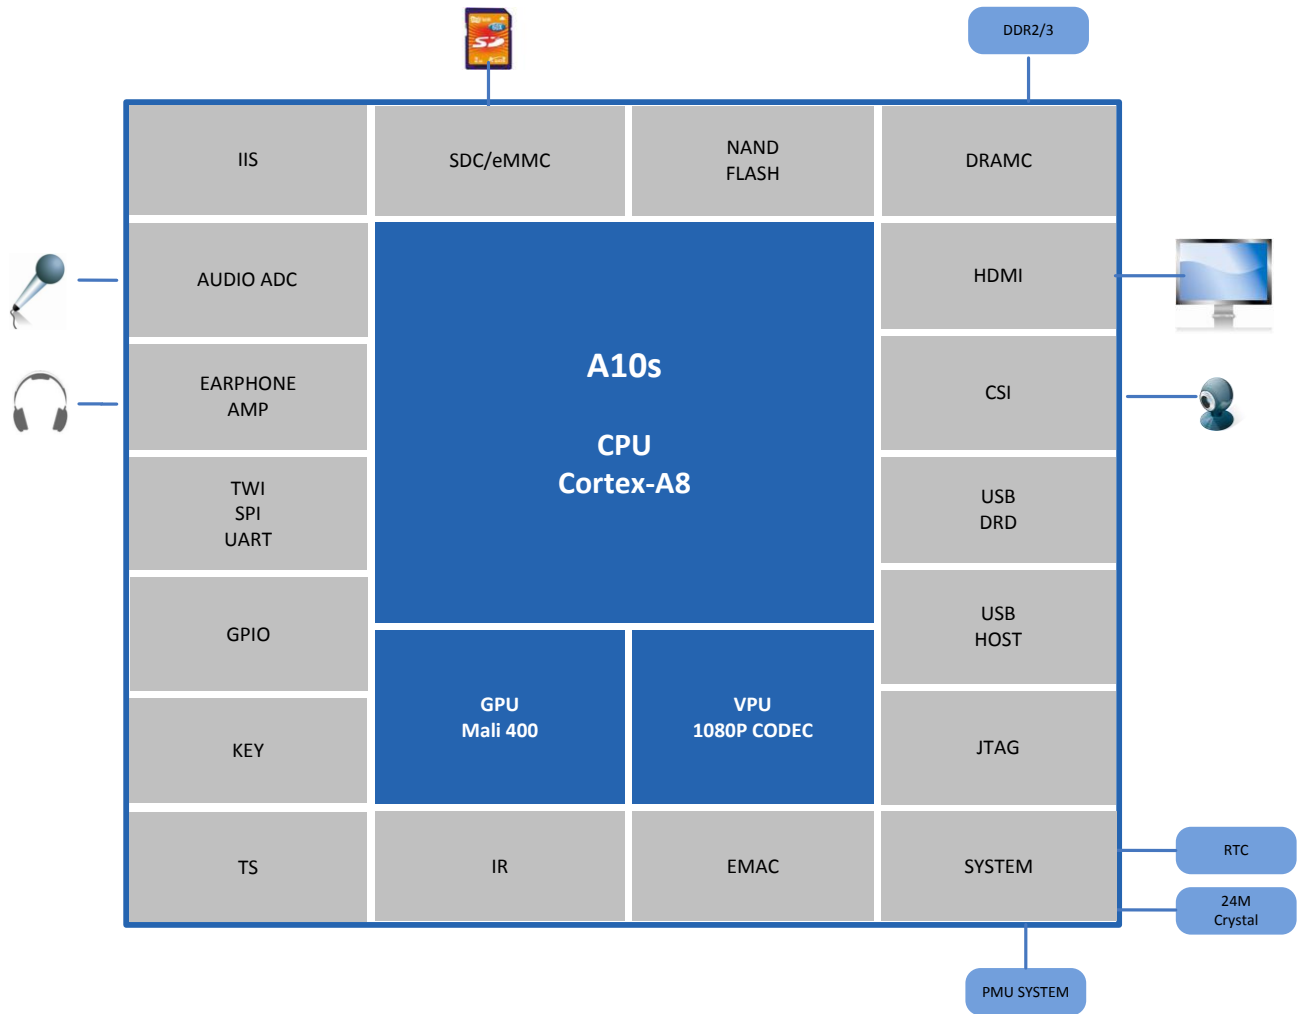 DDR2/3
IIS
SDC/eMMC
NAND
FLASH
DRAMC
AUDIO ADC
HDMI
EARPHONE
AMP
A10s
CPU
Cortex-A8
CSI
TWI
SPI
UART
USB
DRD
GPIO
USB
HOST
GPU
Mali 400
VPU
1080P CODEC
KEY
JTAG
TS
IR
EMAC
SYSTEM
RTC
24M
Crystal
PMU SYSTEM